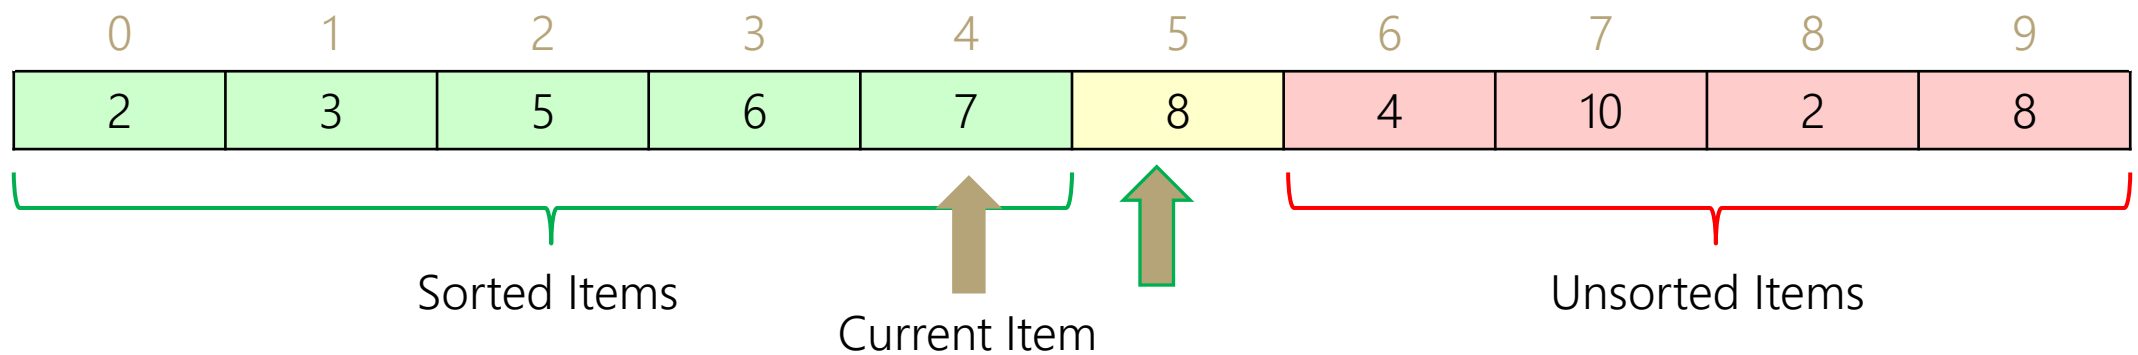 0 1 2 3 4 5 6 7 8 9
2 3 5 6 7 8 4 10 2 8
Sorted Items
Unsorted Items
Current Item